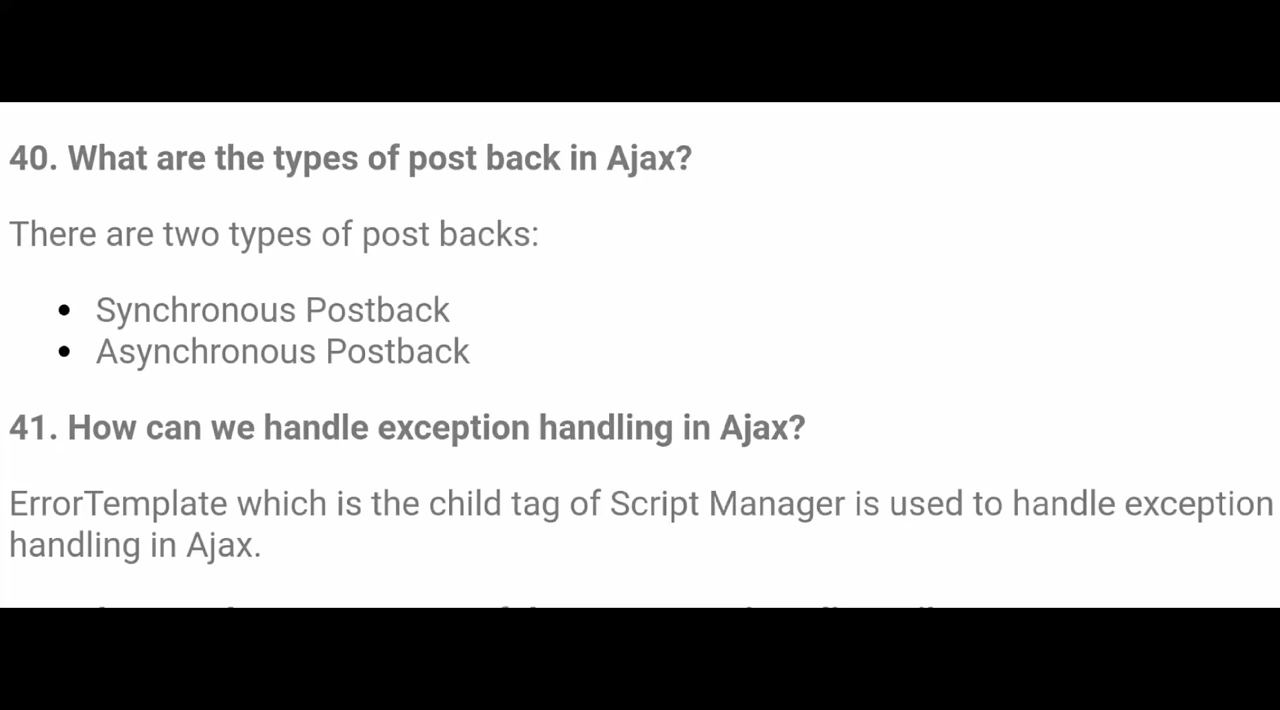 40. What are the types of post back in Ajax?
There are two types of post backs:
• Synchronous Postback
• Asynchronous Postback
41. How can we handle exception handling in Ajax?
ErrorTemplate which is the child tag of Script Manager is used to handle exception
handling in Ajax.